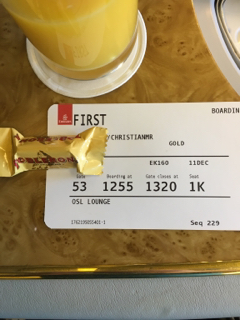 FIRST
BOARDIN
YCHRISTIANMR
GOLD
EK160 11DEC
Gate Boarding at Gate closes at Seat
53 1255 1320 1K
OSL LOUNGE
Seq 229